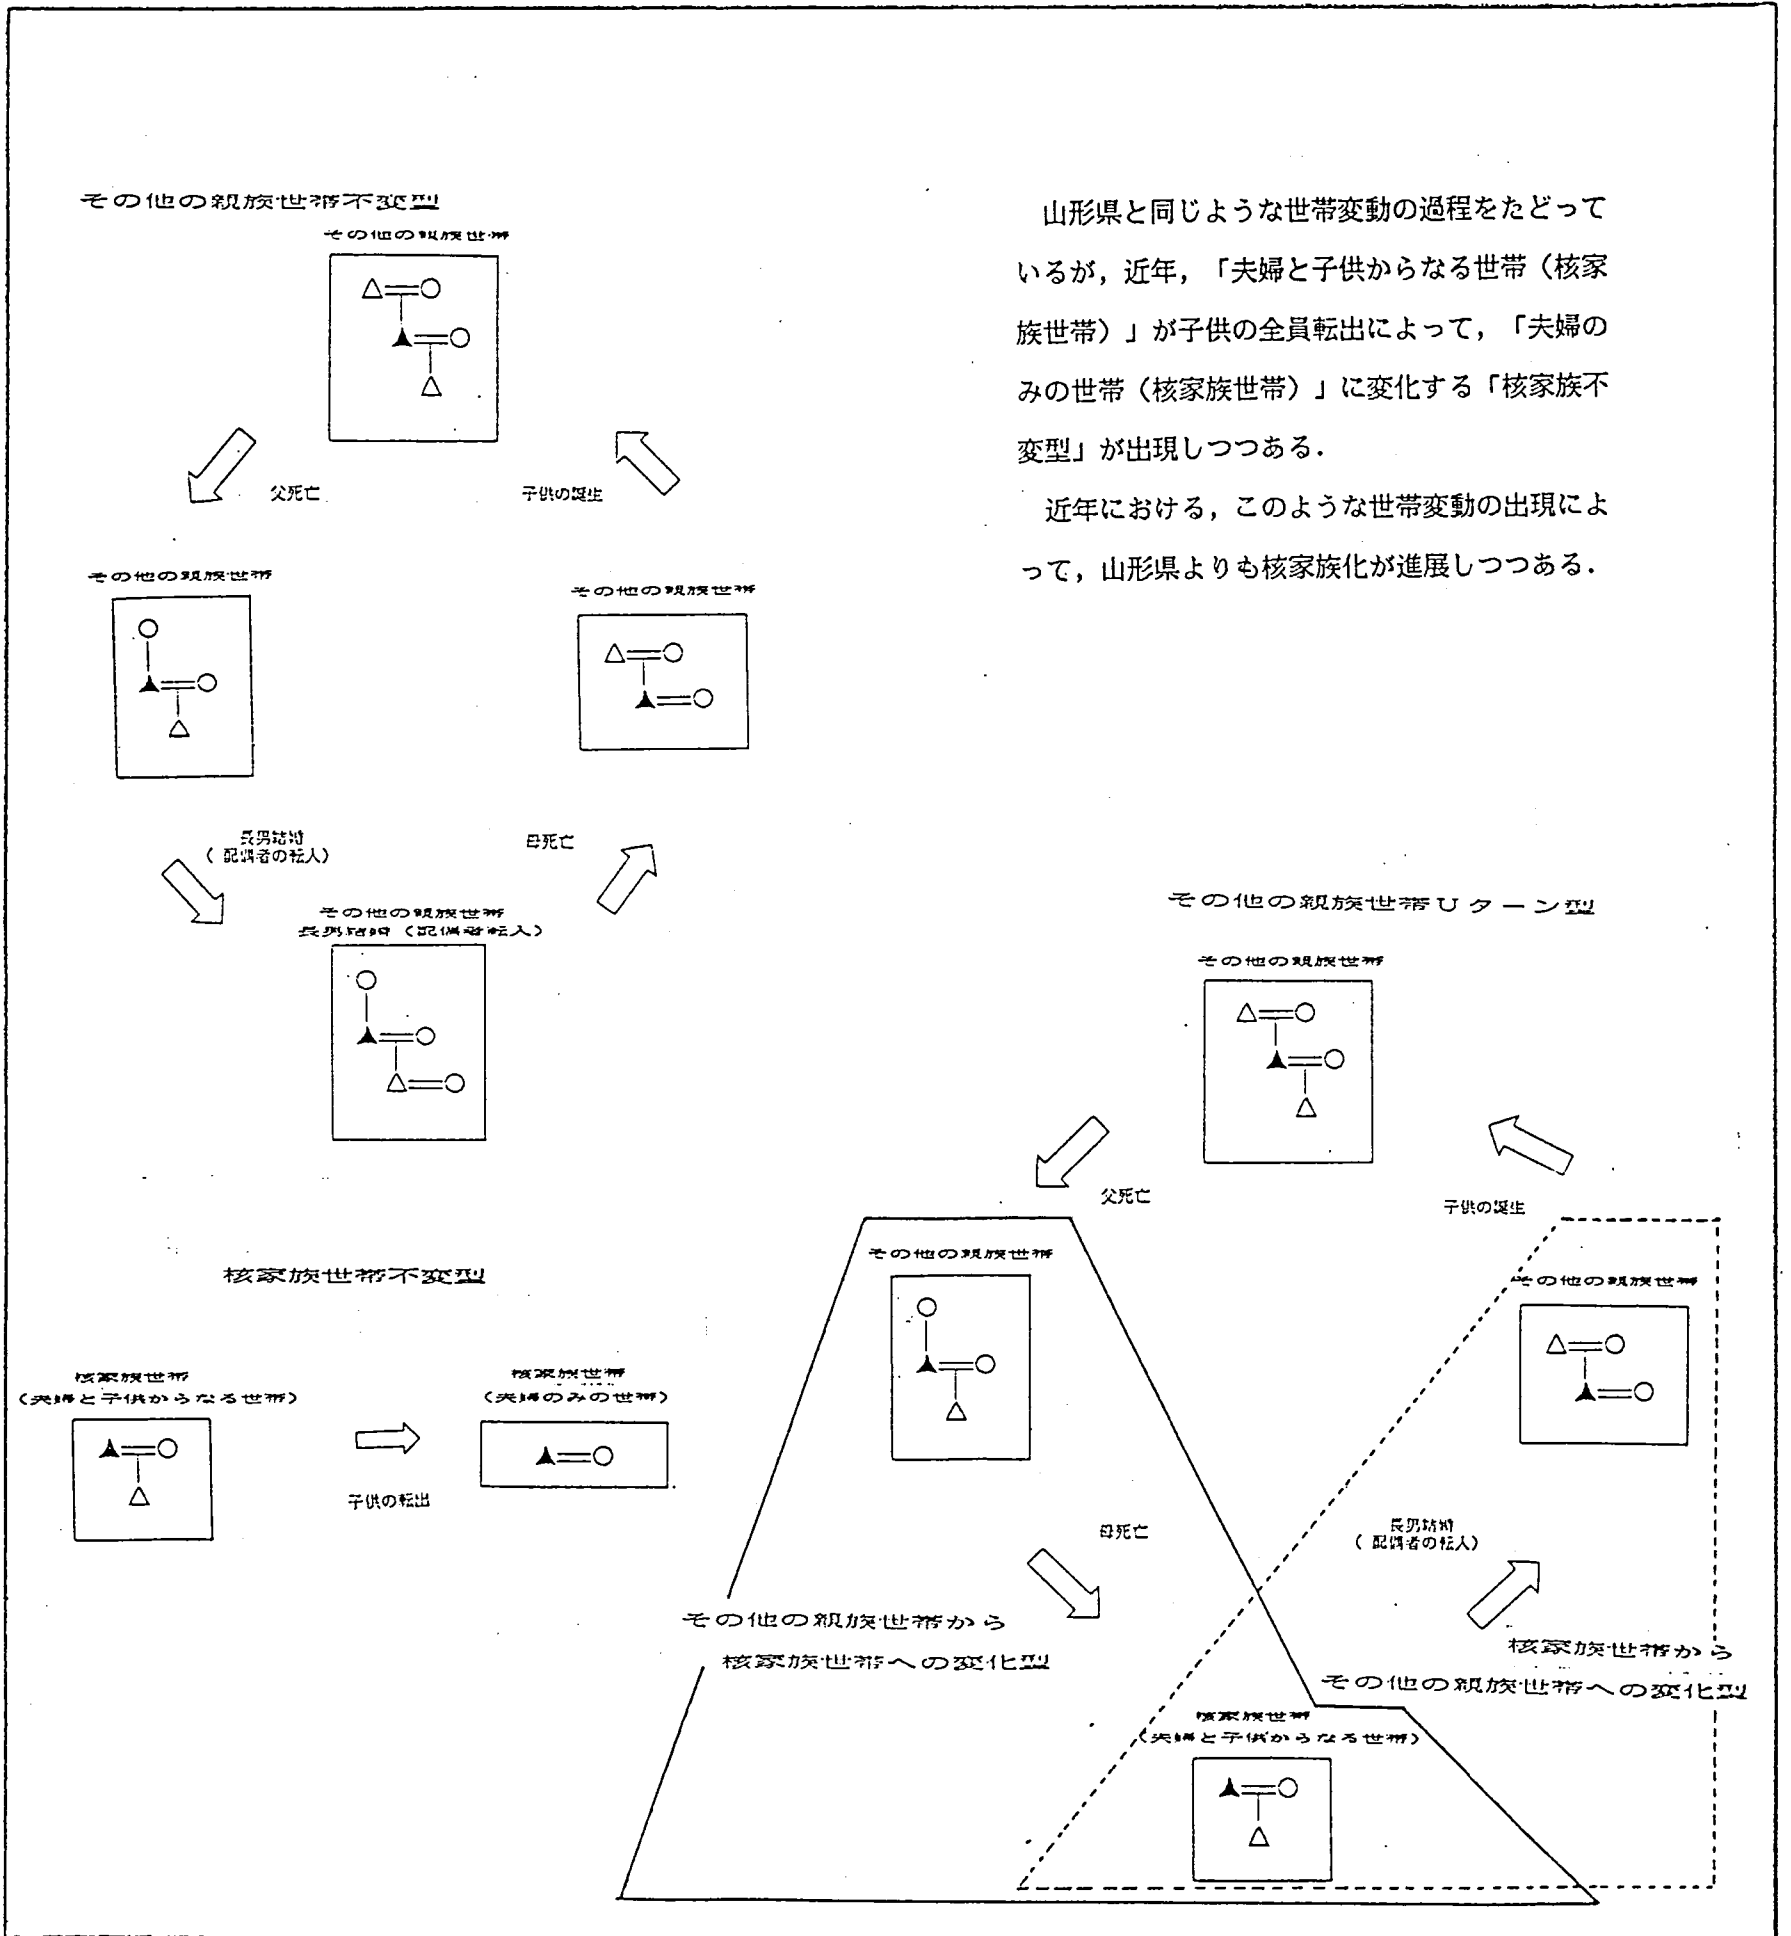 その他の親族世帯不変型
その他の親族世帯
父死亡
子供の誕生
その他の親族世帯
その他の親族世帯
長男結婚
(配偶者の転入)
母死亡
その他の親族世帯
長男結婚(配偶者転入)
山形県と同じような世帯変動の過程をたどって
いるが，近年，「夫婦と子供からなる世帯（核家
族世帯）」が子供の全員転出によって，「夫婦の
みの世帯（核家族世帯）」に変化する「核家族不
変型」が出現しつつある．
近年における，このような世帯変動の出現によ
って，山形県よりも核家族化が進展しつつある．
核家族世帯不変型
核家族世帯
(夫婦と子供からなる世帯)
子供の転出
核家族世帯
(夫婦のみの世帯)
その他の親族世帯Uターン型
その他の親族世帯
父死亡
子供の誕生
その他の親族世帯
その他の親族世帯
母死亡
長男結婚
(配偶者の転入)
その他の親族世帯から
核家族世帯への変化型
核家族世帯から
その他の親族世帯への変化型
核家族世帯
(夫婦と子供からなる世帯)